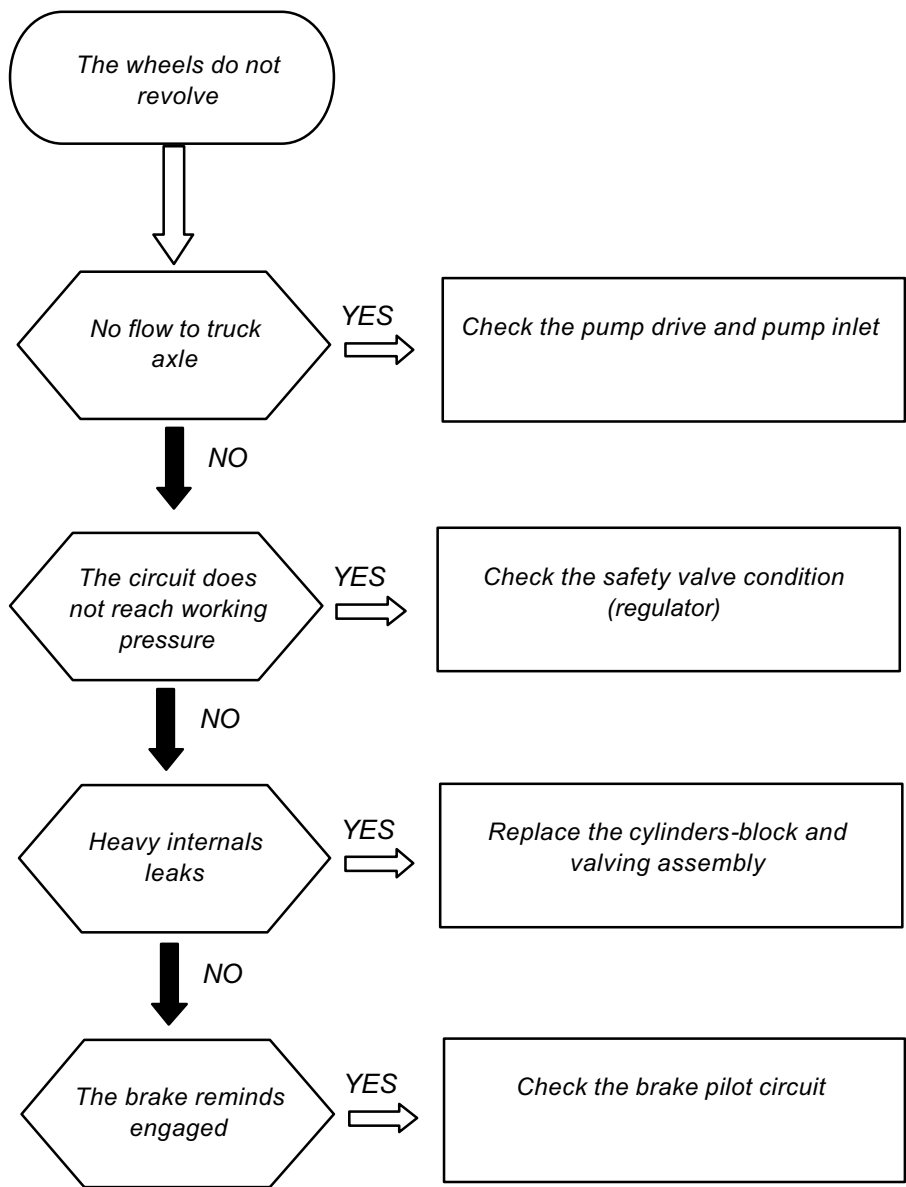 The wheels do not
revolve
No flow to truck
axle
YES
Check the pump drive and pump inlet
NO
The circuit does
not reach working
pressure
YES
Check the safety valve condition
(regulator)
NO
Heavy internals
leaks
YES
Replace the cylinders-block and
valving assembly
NO
The brake reminds
engaged
YES
Check the brake pilot circuit